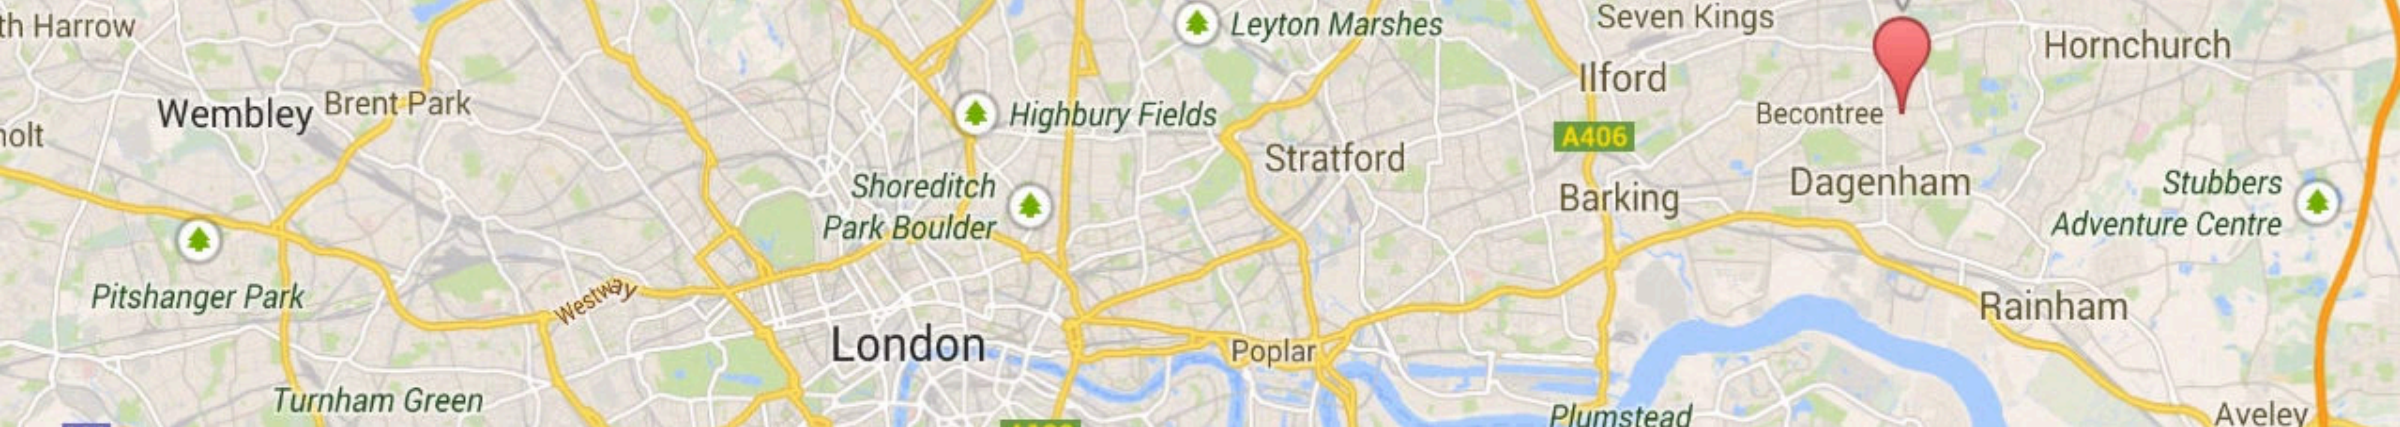 th Harrow
Leyton Marshes
Seven Kings
Hornchurch
Wembley
Brent Park
Highbury Fields
Ilford
Becontree
holt
A406
Stratford
Shoreditch
Park Boulder
Barking
Dagenham
Stubbers
Adventure Centre
Pitshanger Park
Westway
London
Poplar
Rainham
Turnham Green
Plumstead
Aveley